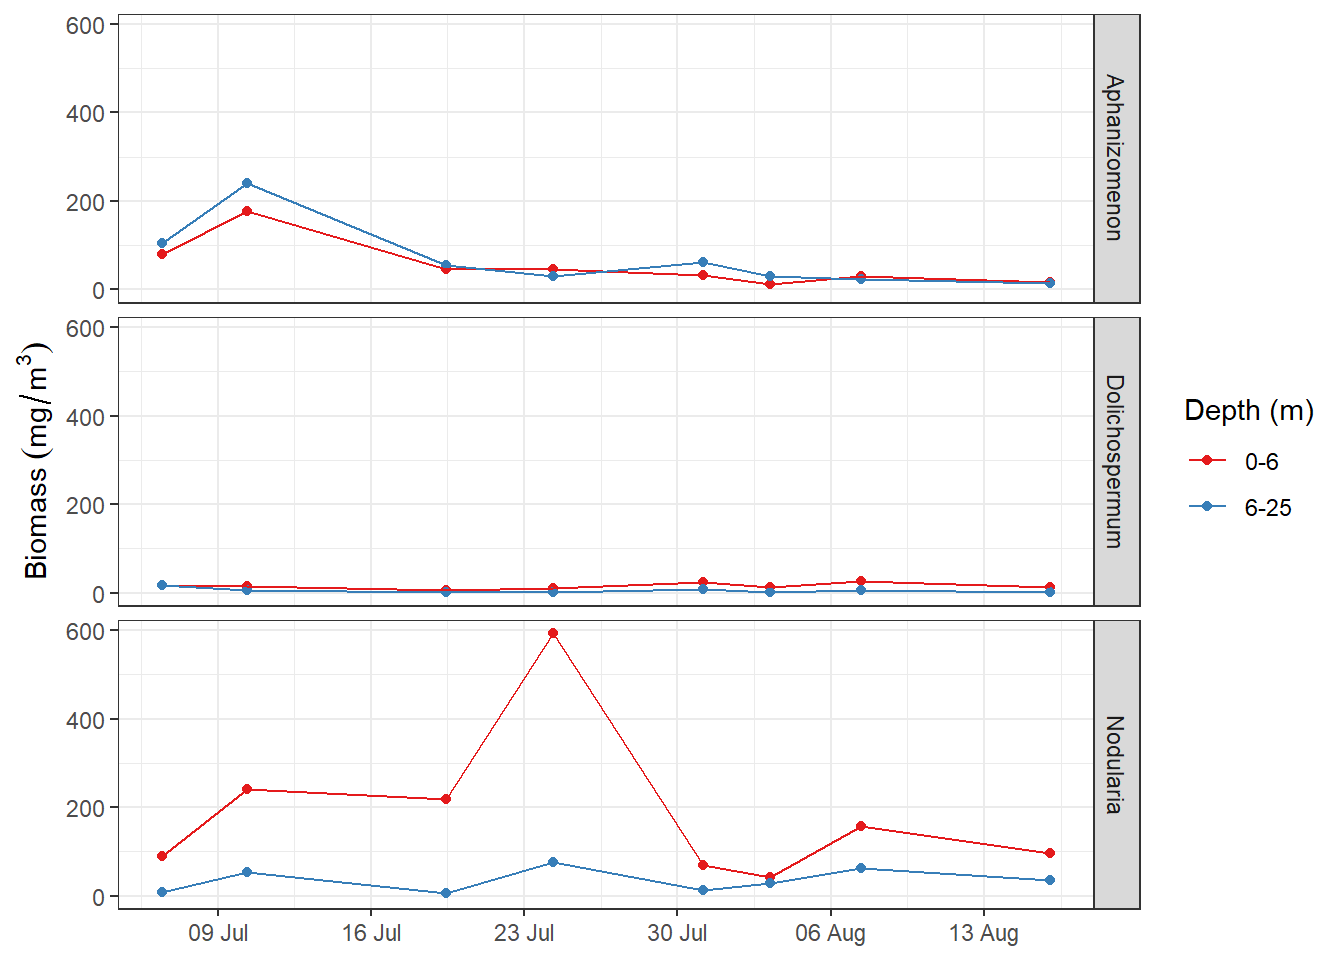 600
400
200
0
Aphanizomenon
600
400
200
0
Dolichospermum
600
400
200
0
Nodularia
09 Jul
16 Jul
23 Jul
30 Jul
06 Aug
13 Aug
Biomass (mg/m³)
Depth (m)
0-6
6-25